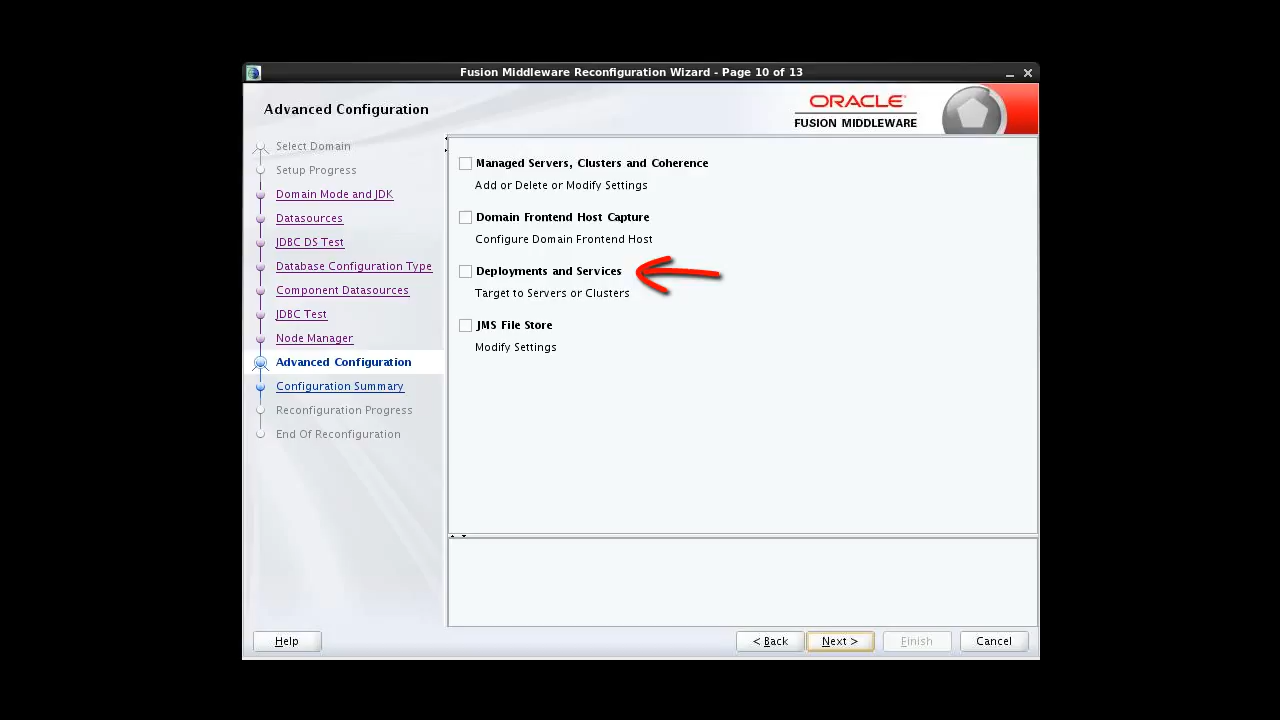 Fusion Middleware Reconfiguration Wizard - Page 10 of 13
Advanced Configuration
ORACLE
FUSION MIDDLEWARE
Select Domain
Setup Progress
Domain Mode and JDK
Datasources
JDBC DS Test
Database Configuration Type
Component Datasources
JDBC Test
Node Manager
Advanced Configuration
Configuration Summary
Reconfiguration Progress
End Of Reconfiguration
Managed Servers, Clusters and Coherence
Add or Delete or Modify Settings
Domain Frontend Host Capture
Configure Domain Frontend Host
Deployments and Services
Target to Servers or Clusters
JMS File Store
Modify Settings
Help
< Back
Next >
Finish
Cancel